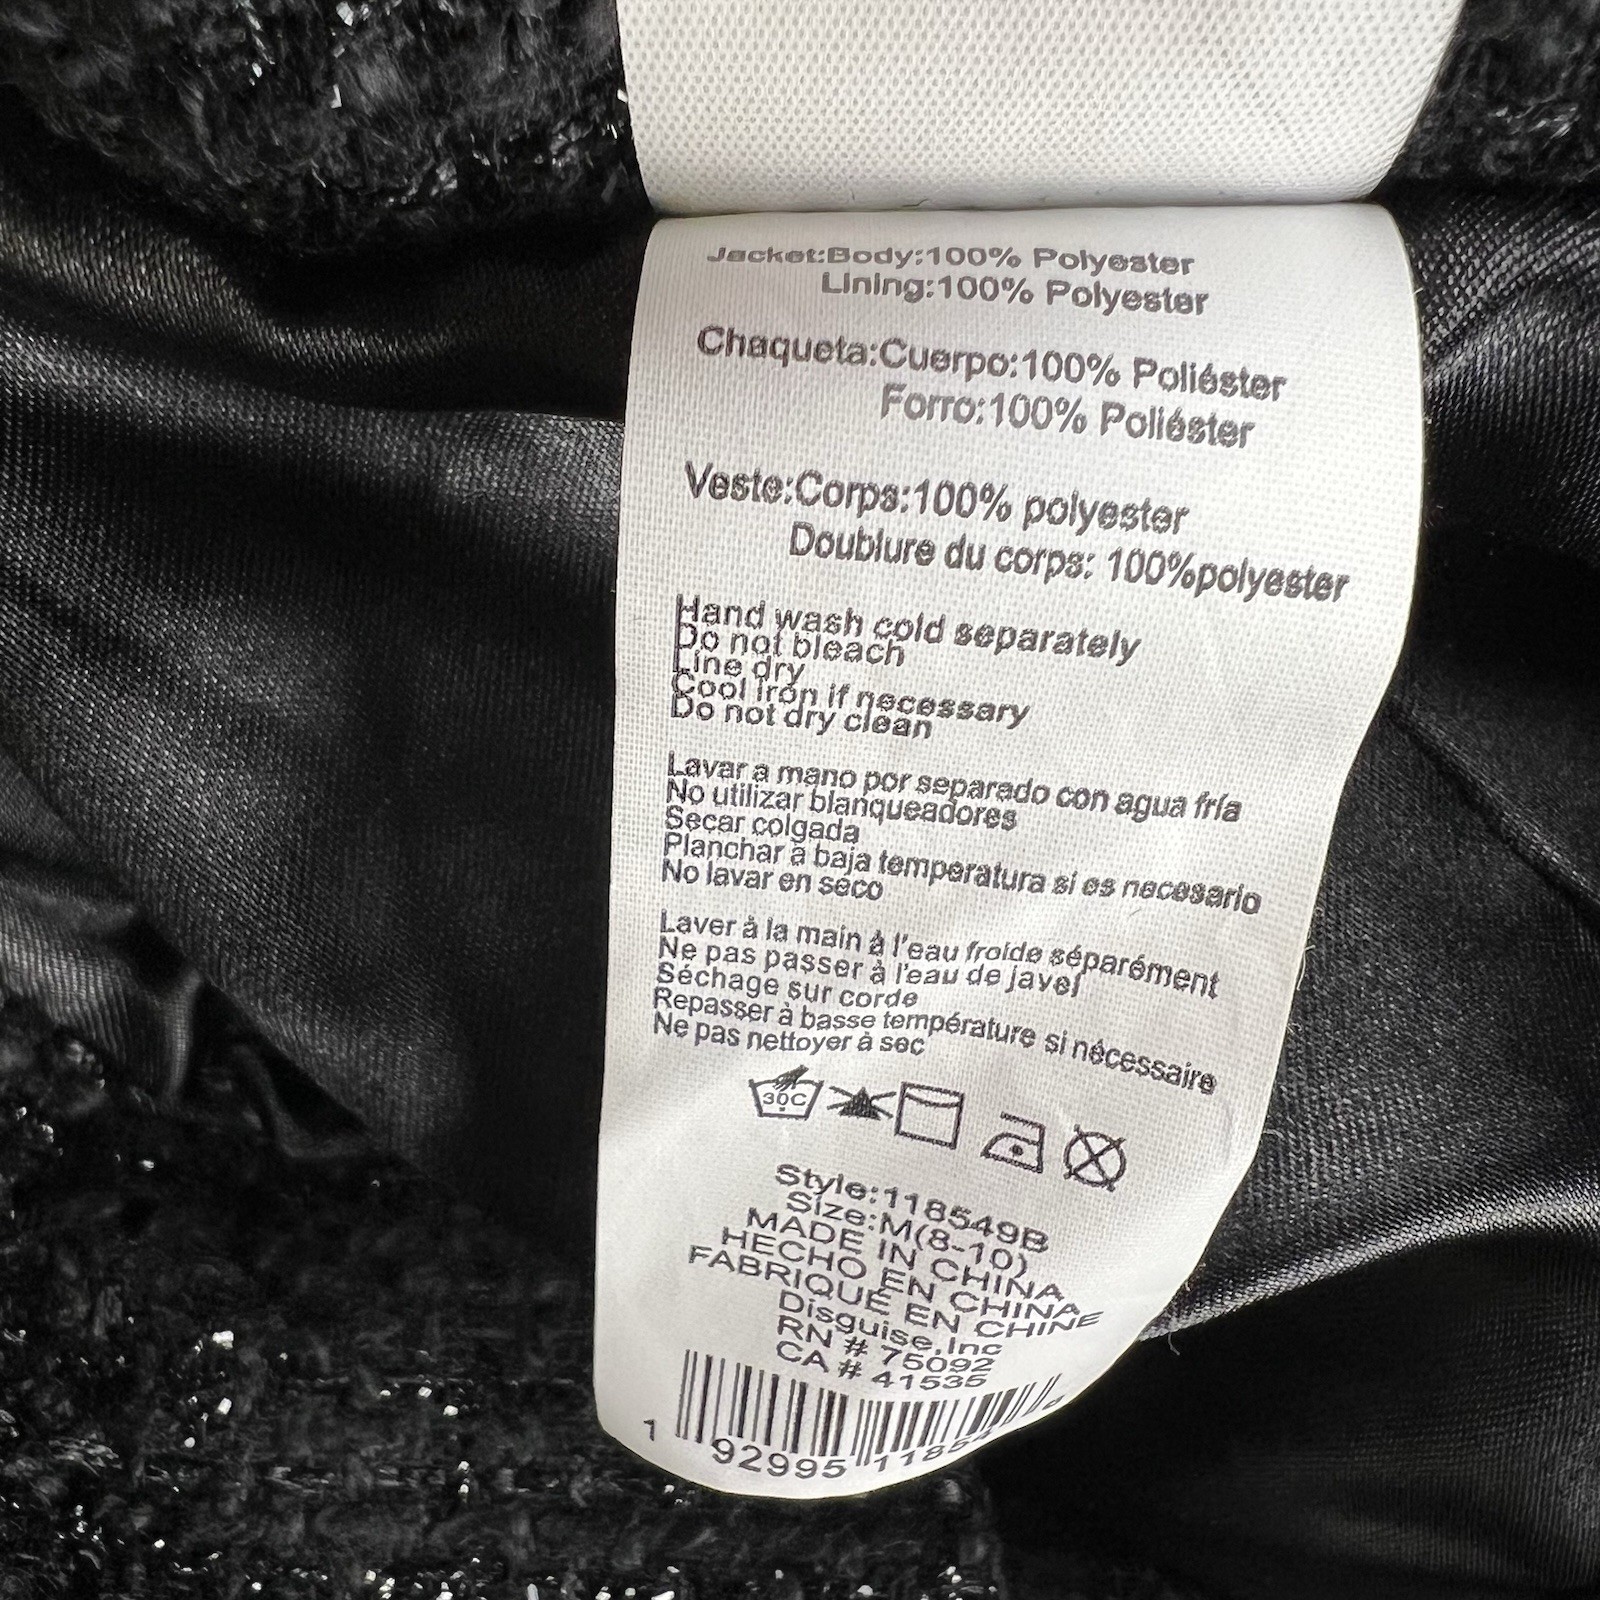 Jacket:Body:100% Polyester
Lining:100% Polyester
Chaqueta:Cuerpo:100% Poliéster
Forro:100% Poliéster
Veste:Corps:100% polyester
Doublure du corps: 100%polyester
Hand wash cold separately
Do not bleach
Line dry
Cool iron if necessary
Do not dry clean
Lavar a mano por separado con agua fría
No utilizar blanqueadores
Secar colgada
Planchar à baja temperatura si es necesario
No lavar en seco
Laver à la main à l'eau froide séparément
Ne pas passer à l'eau de javel
Séchage sur corde
Repasser à basse température si nécessaire
Ne pas nettoyer à sec
30C
Style:118549B
Size:M(8-10)
MADE IN CHINA
HECHO EN CHINA
FABRIQUÉ EN CHINE
Disguise,Inc
RN # 75092
CA # 41535
1 92995 1185